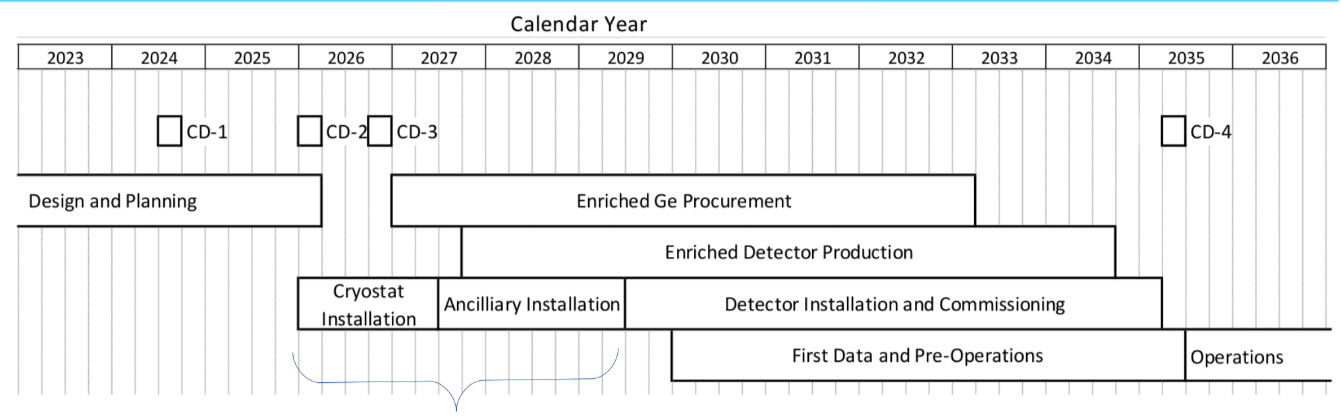 Calendar Year
2023 2024 2025 2026 2027 2028 2029 2030 2031 2032 2033 2034 2035 2036
CD-1 CD-2 CD-3 CD-4
Design and Planning Enriched Ge Procurement
Enriched Detector Production
Cryostat
Installation
Ancilliary Installation Detector Installation and Commissioning
First Data and Pre-Operations Operations